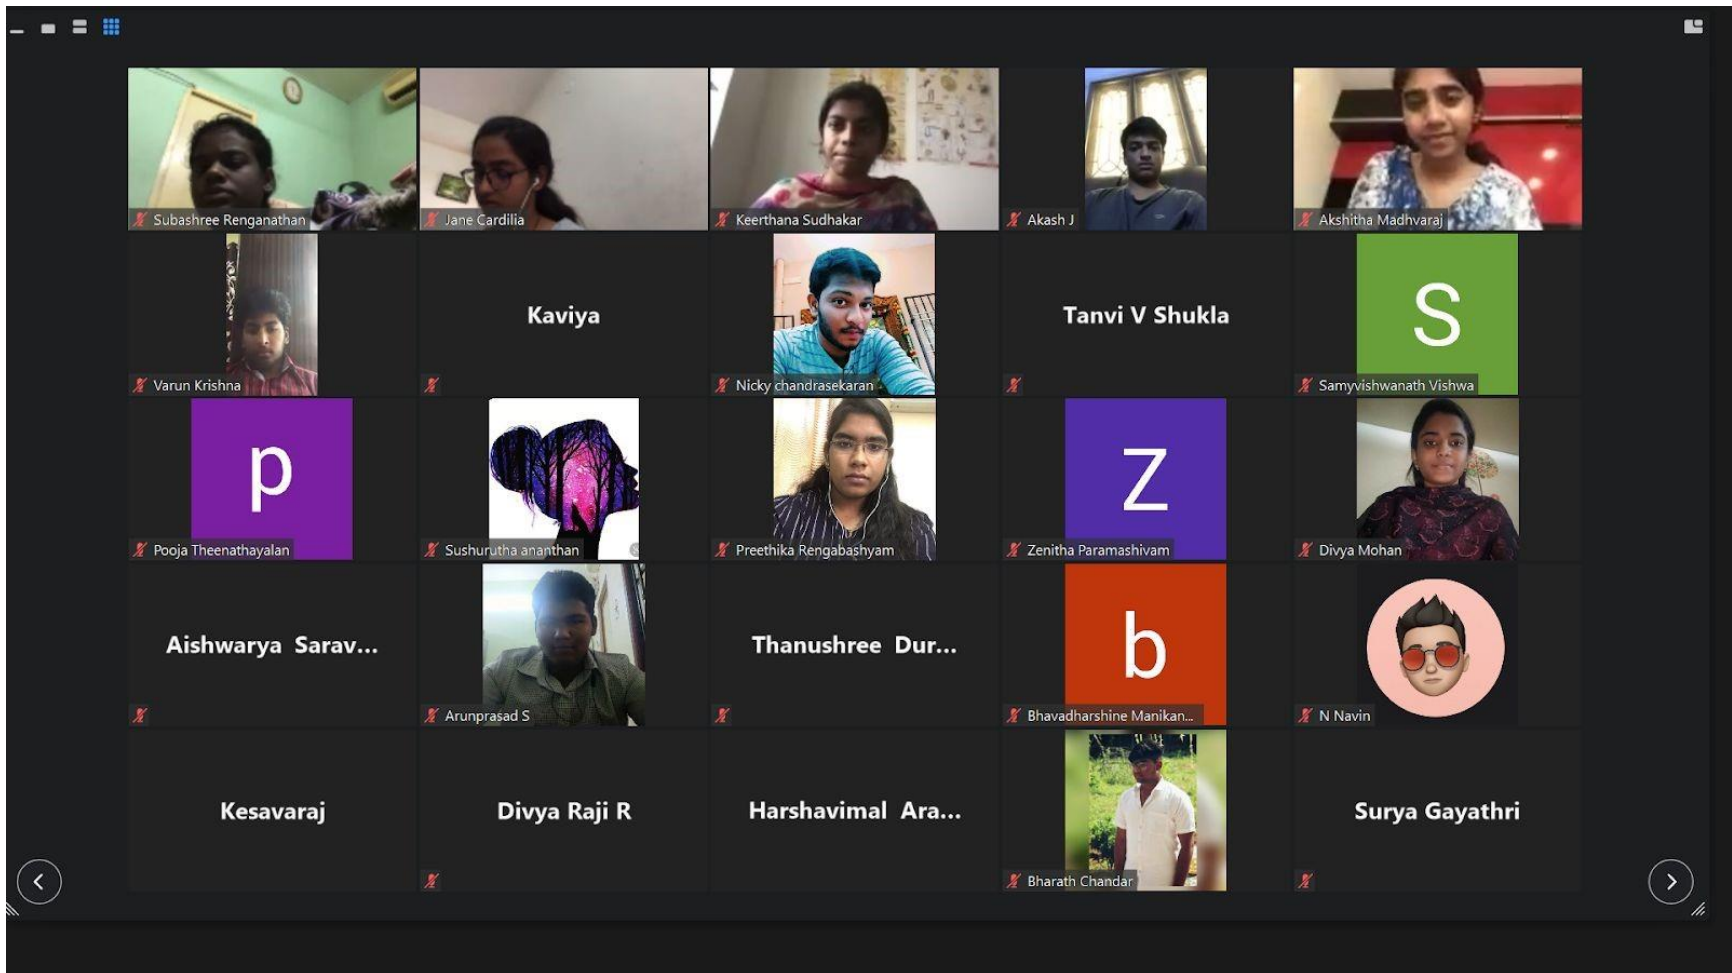 Subashree Renganathan
Jane Cardilia
Keerthana Sudhakar
Akash J
Akshitha Madhvaraj
Varun Krishna
Kaviya
Nicky chandrasekaran
Tanvi V Shukla
S
Samyvishwanath Vishwa
p
Pooja Theenathayalan
Sushurutha ananthan
Preethika Rengabashyam
Z
Zenitha Paramashivam
Divya Mohan
Aishwarya Sarav...
Arunprasad S
Thanushree Dur...
b
Bhavadharshine Manikan...
N Navin
Kesavaraj
Divya Raji R
Harshavimal Ara...
Bharath Chandar
Surya Gayathri